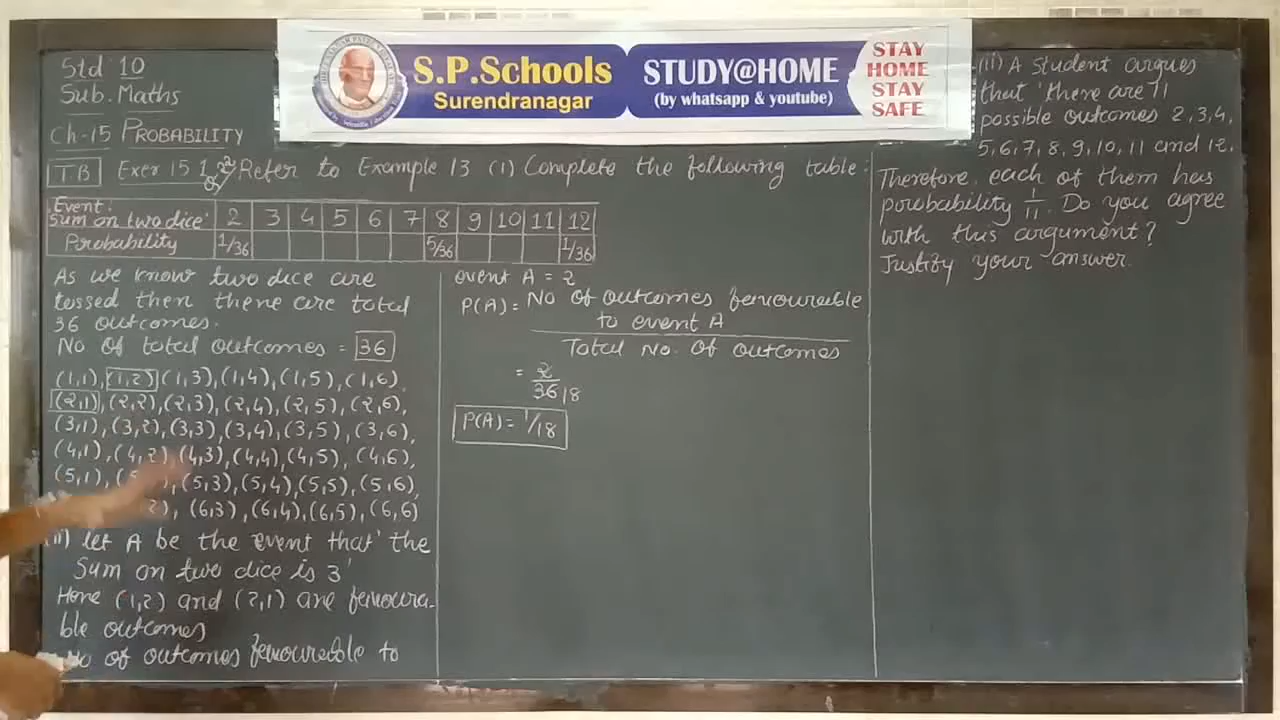 Std 10
Sub. Maths
Ch-15 PROBABILITY
S.P.Schools
Surendranagar
STUDY@HOME
(by whatsapp & youtube)
STAY
HOME
STAY
SAFE
TB Exer 15.1 Q.22 Refer to Example 13 (i) Complete the following table:
Event:
Sum on two dice: 2 3 4 5 6 7 8 9 10 11 12
Probability 1/36 5/36 1/36
As we know two dice are
tossed then there are total
36 outcomes.
No of total outcomes = 36
(1,1), (1,2) (1,3), (1,4), (1,5), (1,6),
(2,1), (2,2), (2,3), (2,4), (2,5), (2,6),
(3,1), (3,2), (3,3), (3,4), (3,5), (3,6),
(4,1), (4,2), (4,3), (4,4), (4,5), (4,6),
(5,1), (5,3), (5,4), (5,5), (5,6),
(6,3), (6,4), (6,5), (6,6)
let A be the event that 'the
Sum on two dice is 3'
Here (1,2) and (2,1) are femoura-
ble outcomes
No of outcomes femoureble to
event A = 2
P(A) = No of outcomes femoureble
to event A
Total No. Of outcomes
= 2
36 18
P(A) = 1/18
(ii) A student argues
that 'there are 11
possible outcomes 2,3,4,
5,6,7,8,9,10,11 and 12.
Therefore, each of them has
probability 1/11. Do you agree
with this argument?
Justify your answer.